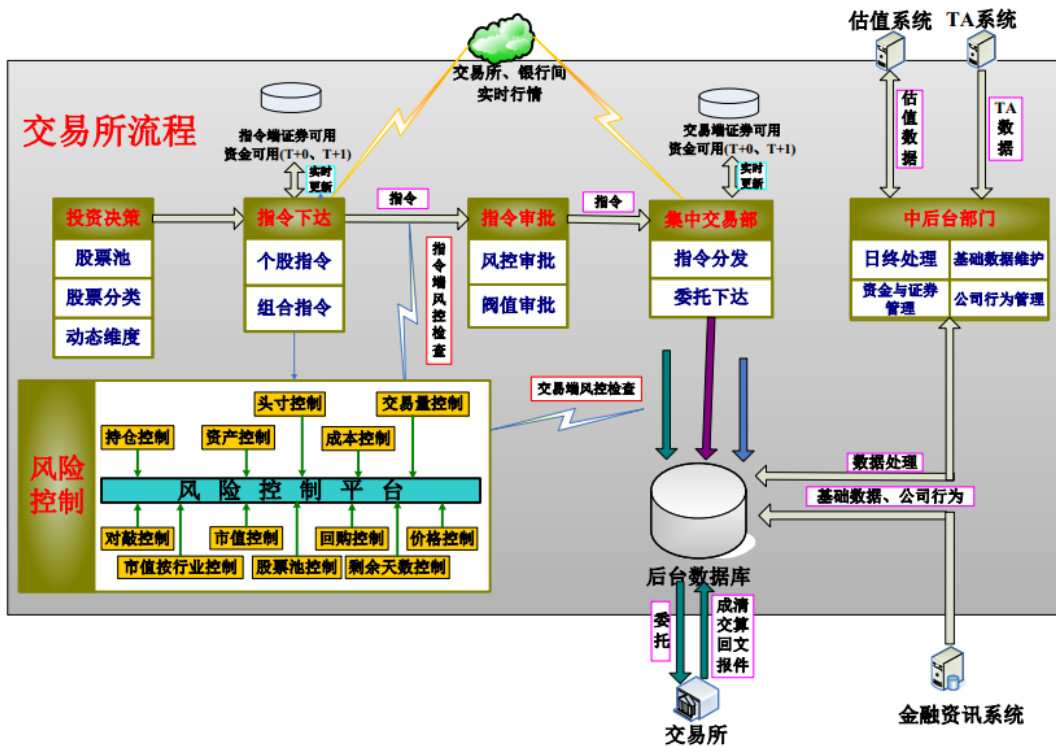 估值系统
TA系统
交易所、银行间
实时行情
交易所流程
指令端证券可用
资金可用(T+0、T+1)
实时
更新
交易端证券可用
资金可用(T+0、T+1)
实时
更新
估值数据
TA数据
投资决策
股票池
股票分类
动态维度
指令下达
个股指令
组合指令
指令
指令端风控检查
指令审批
风控审批
阀值审批
指令
集中交易部
指令分发
委托下达
中后台部门
日终处理
基础数据维护
资金与证券
管理
公司行为管理
风险
控制
头寸控制
交易量控制
持仓控制
资产控制
成本控制
风险控制平台
对敲控制
市值控制
回购控制
价格控制
市值按行业控制
股票池控制
剩余天数控制
交易端风控检查
数据处理
基础数据、公司行为
后台数据库
委托
成交回报
清算文件
交易所
金融资讯系统